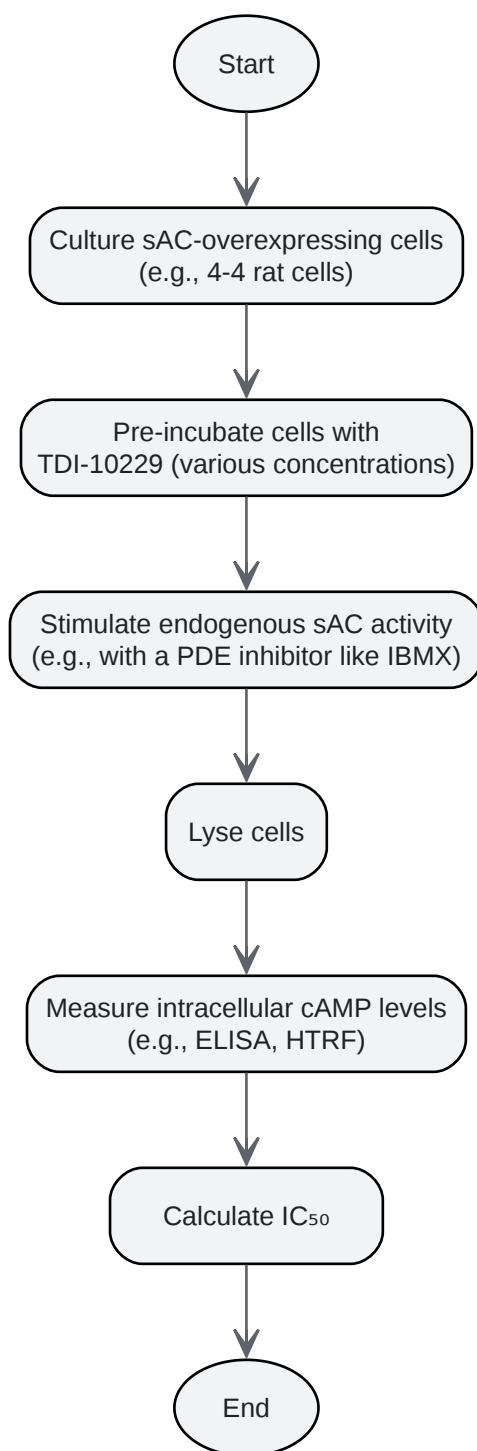 Start
Culture sAC-overexpressing cells
(e.g., 4-4 rat cells)
Pre-incubate cells with
TDI-10229 (various concentrations)
Stimulate endogenous sAC activity
(e.g., with a PDE inhibitor like IBMX)
Lyse cells
Measure intracellular cAMP levels
(e.g., ELISA, HTRF)
Calculate IC₅₀
End